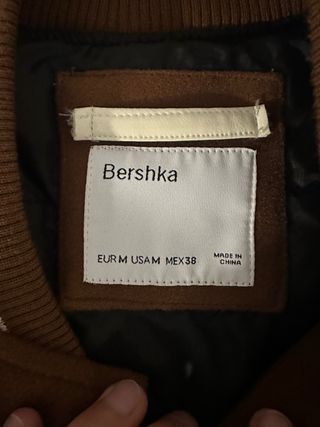 Bershka
EUR M USA M MEX 38
MADE IN
CHINA